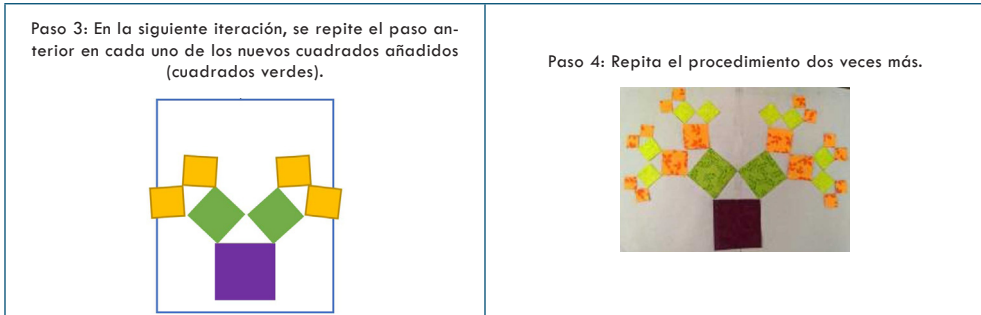 Paso 3: En la siguiente iteración, se repite el paso an-
terior en cada uno de los nuevos cuadrados añadidos
(cuadrados verdes).
Paso 4: Repita el procedimiento dos veces más.